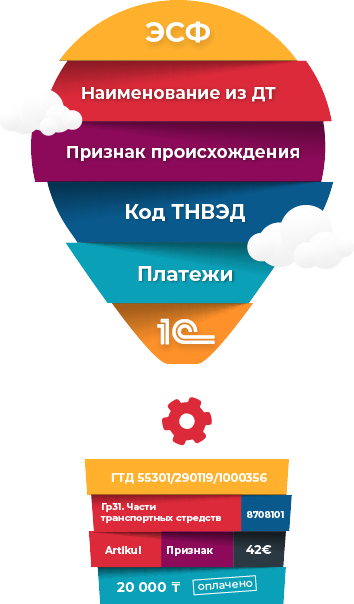 ЭСФ
Наименование из ДТ
Признак происхождения
Код ТНВЭД
Платежи
1С
ГТД 55301/290119/1000356
Гр31. Части
транспортных стредств
8708101
Artikul
Признак
42€
20 000 ₸
оплачено